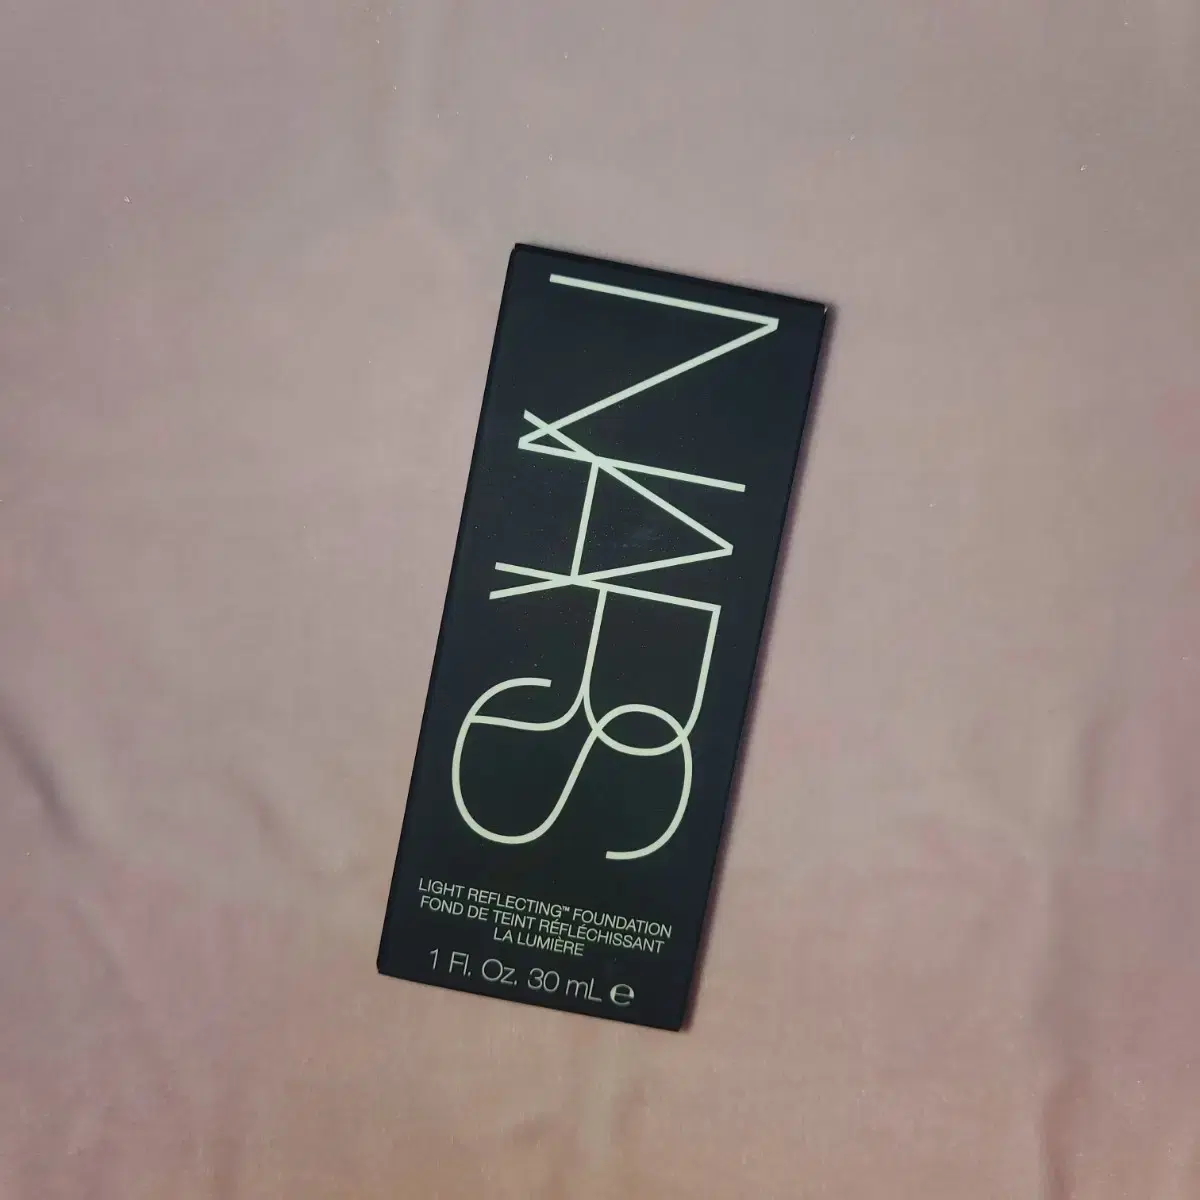 NARS
LIGHT REFLECTING™ FOUNDATION
FOND DE TEINT RÉFLÉCHISSANT
LA LUMIÈRE
1 Fl. Oz. 30 mL ℮